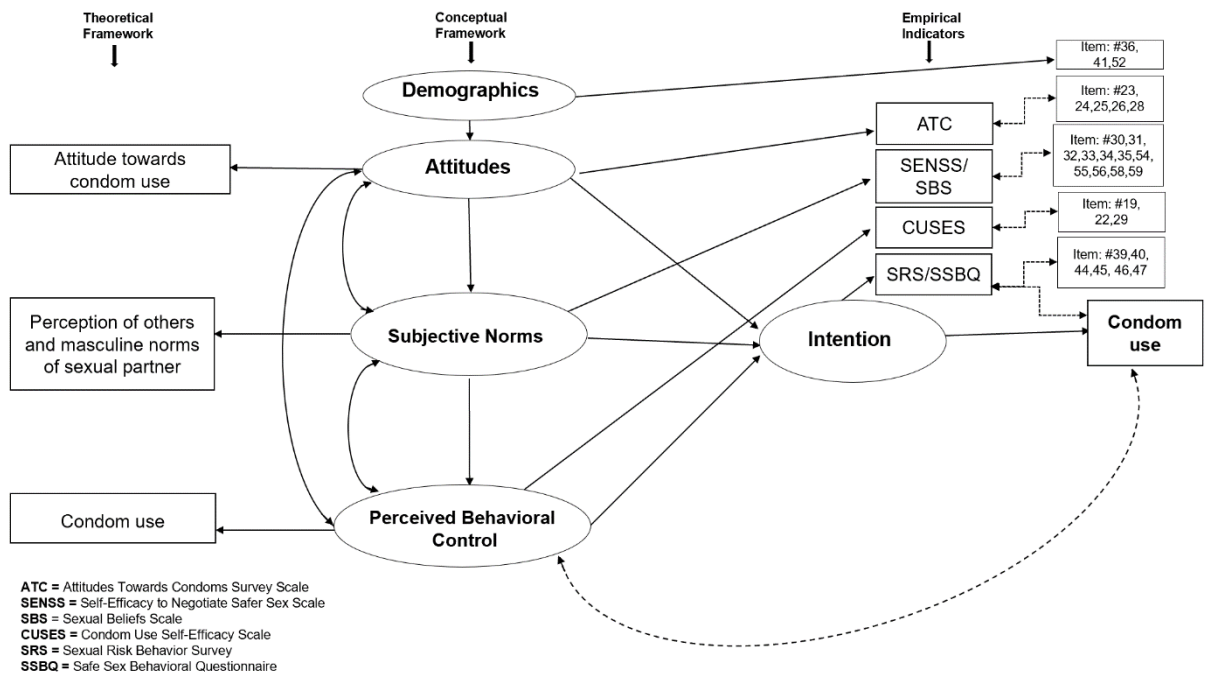 Theoretical
Framework
Conceptual
Framework
Empirical
Indicators
Item: #36,
41,52
Demographics
Item: #23,
24,25,26,28
ATC
Attitude towards
condom use
Attitudes
Item: #30,31,
32,33,34,35,54,
55,56,58,59
SENSS/
SBS
Item: #19,
22,29
CUSES
Item: #39,40,
44,45, 46,47
SRS/SSBQ
Perception of others
and masculine norms
of sexual partner
Subjective Norms
Intention
Condom
use
Condom use
Perceived Behavioral
Control
ATC = Attitudes Towards Condoms Survey Scale
SENSS = Self-Efficacy to Negotiate Safer Sex Scale
SBS = Sexual Beliefs Scale
CUSES = Condom Use Self-Efficacy Scale
SRS = Sexual Risk Behavior Survey
SSBQ = Safe Sex Behavioral Questionnaire